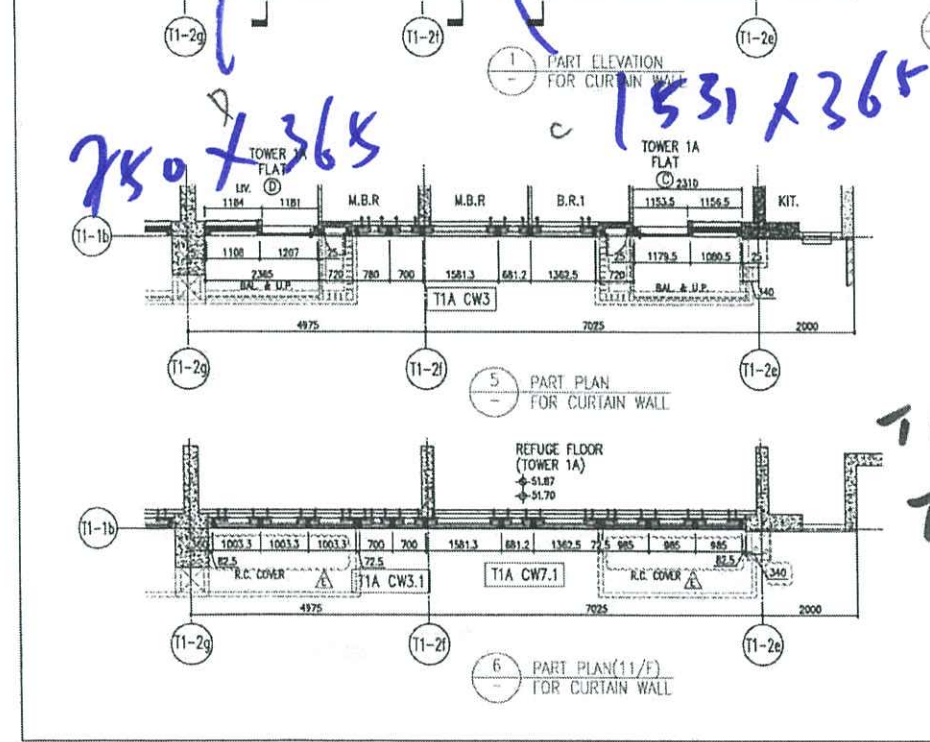 T1-2g T1-2f T1-2e
1 PART ELEVATION
- FOR CURTAIN WALL
1531 x 365
D
C
x 365
TOWER 1A
FLAT
D
TOWER 1A
FLAT
C 2310
LIV. M.B.R M.B.R B.R.1 KIT.
1184 1181 1153.5 1156.5
T1-1b
1108 1207 25 25 1179.5 1080.5 25
2365 720 780 700 1581.3 681.2 1362.5 720
BAL. & U.P. BAL. & U.P. 340
T1A CW3
4975 7025 2000
T1-2g T1-2f T1-2e
5 PART PLAN
- FOR CURTAIN WALL
REFUGE FLOOR
(TOWER 1A)
51.87
51.70
T1-1b
1003.3 1003.3 1003.3 700 700 1581.3 681.2 1362.5 72.5 985 985 985
82.5 72.5 82.5
R.C. COVER E T1A CW3.1 T1A CW7.1 R.C. COVER E 340
4975 7025 2000
T1-2g T1-2f T1-2e
6 PART PLAN(11/F)
- FOR CURTAIN WALL